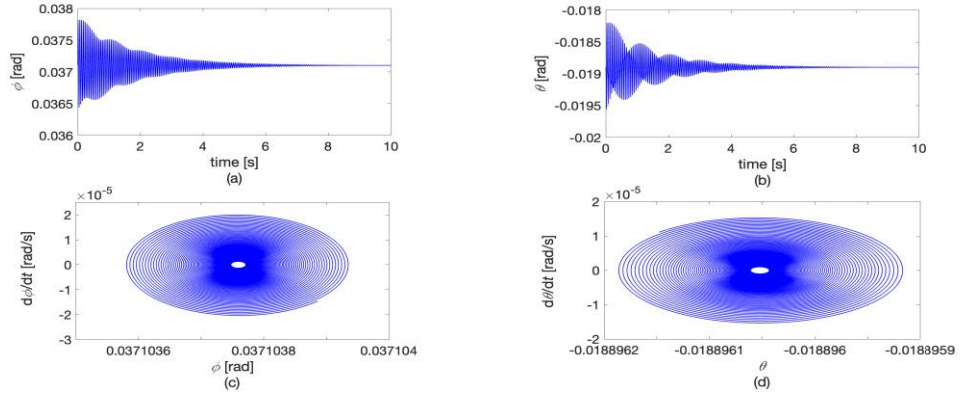 0.038
0.0375
0.037
0.0365
0.036
ϕ [rad]
0 2 4 6 8 10
time [s]
(a)
-0.018
-0.0185
-0.019
-0.0195
-0.02
θ [rad]
0 2 4 6 8 10
time [s]
(b)
×10⁻⁵
2
1
0
-1
-2
-3
dϕ/dt [rad/s]
0.0371036 0.0371038 0.037104
ϕ [rad]
(c)
×10⁻⁵
2
1
0
-1
-2
dθ/dt [rad/s]
-0.0188962 -0.0188961 -0.018896 -0.0188959
θ
(d)